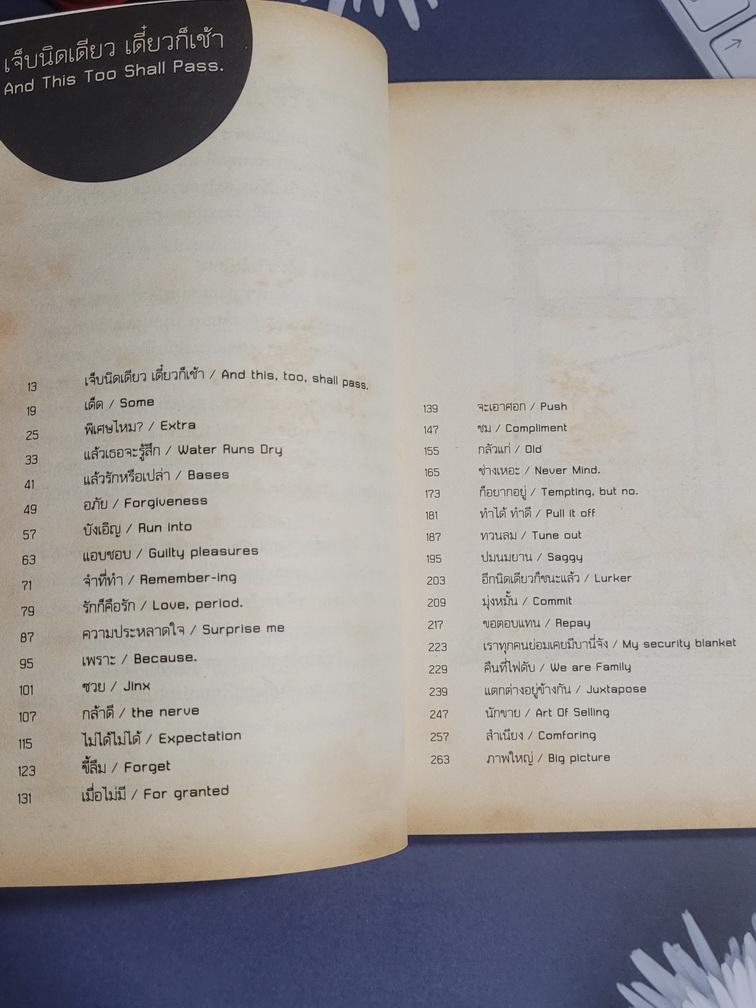 เจ็บนิดเดียว เดี๋ยวก็เช้า
And This Too Shall Pass.
13 เจ็บนิดเดียว เดี๋ยวก็เช้า / And this, too, shall pass.
19 เด็ด / Some
25 พิเศษไหม? / Extra
33 แล้วเธอจะรู้สึก / Water Runs Dry
41 แล้วรักหรือเปล่า / Bases
49 อภัย / Forgiveness
57 บังเอิญ / Run into
63 แอบชอบ / Guilty pleasures
71 จำที่ทำ / Remember-ing
79 รักก็คือรัก / Love, period.
87 ความประหลาดใจ / Surprise me
95 เพราะ / Because.
101 ซวย / Jinx
107 กล้าดี / the nerve
115 ไม่ได้ไม่ได้ / Expectation
123 ขี้ลืม / Forget
131 เมื่อไม่มี / For granted
139 จะเอาศอก / Push
147 ชม / Compliment
155 กลัวแก่ / Old
165 ช่างเหอะ / Never Mind.
173 ก็อยากอยู่ / Tempting, but no.
181 ทำได้ ทำดี / Pull it off
187 ทวนลม / Tune out
195 ปมนมยาน / Saggy
203 อีกนิดเดียวก็ชนะแล้ว / Lurker
209 มุ่งหมั้น / Commit
217 ขอตอบแทน / Repay
223 เราทุกคนย่อมเคยมีบานี่จัง / My security blanket
229 คืนที่ไฟดับ / We are Family
239 แตกต่างอยู่ข้างกัน / Juxtapose
247 นักขาย / Art Of Selling
257 สำเนียง / Comforing
263 ภาพใหญ่ / Big picture